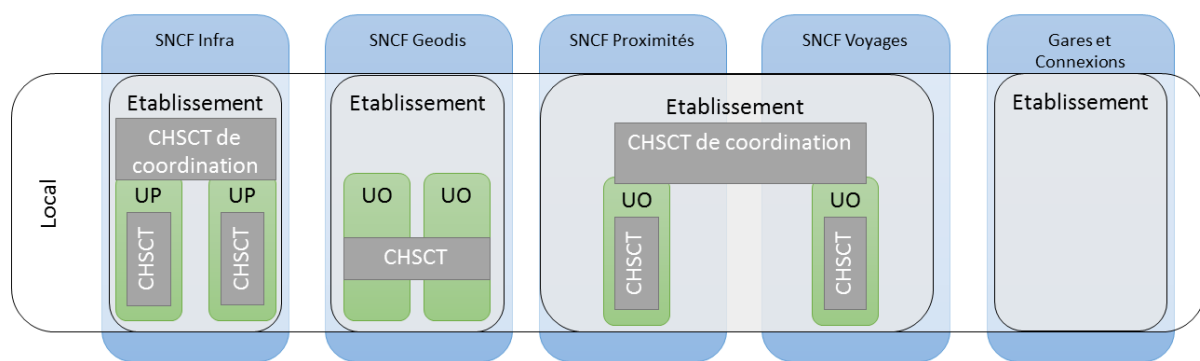 SNCF Infra
SNCF Geodis
SNCF Proximités
SNCF Voyages
Gares et
Connexions
Local
Etablissement
CHSCT de
coordination
UP
UP
CHSCT
CHSCT
Etablissement
UO
UO
CHSCT
Etablissement
CHSCT de coordination
UO
UO
CHSCT
CHSCT
Etablissement